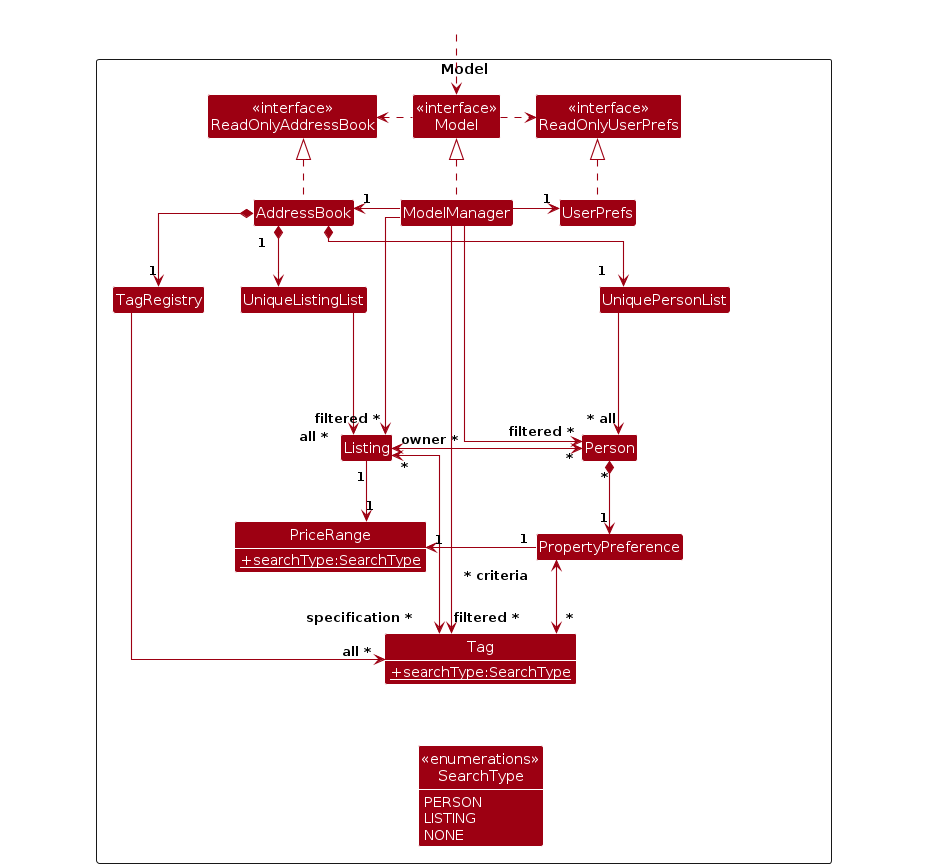 Model
«interface»
ReadOnlyAddressBook
«interface»
Model
«interface»
ReadOnlyUserPrefs
1
1
AddressBook
ModelManager
UserPrefs
1
1
1
TagRegistry
UniqueListingList
UniquePersonList
filtered *
* all
all *
owner *
filtered *
Listing
Person
*
*
1
*
1
1
PriceRange
+searchType:SearchType
1
1
PropertyPreference
* criteria
specification *
filtered *
*
all *
Tag
+searchType:SearchType
«enumerations»
SearchType
PERSON
LISTING
NONE